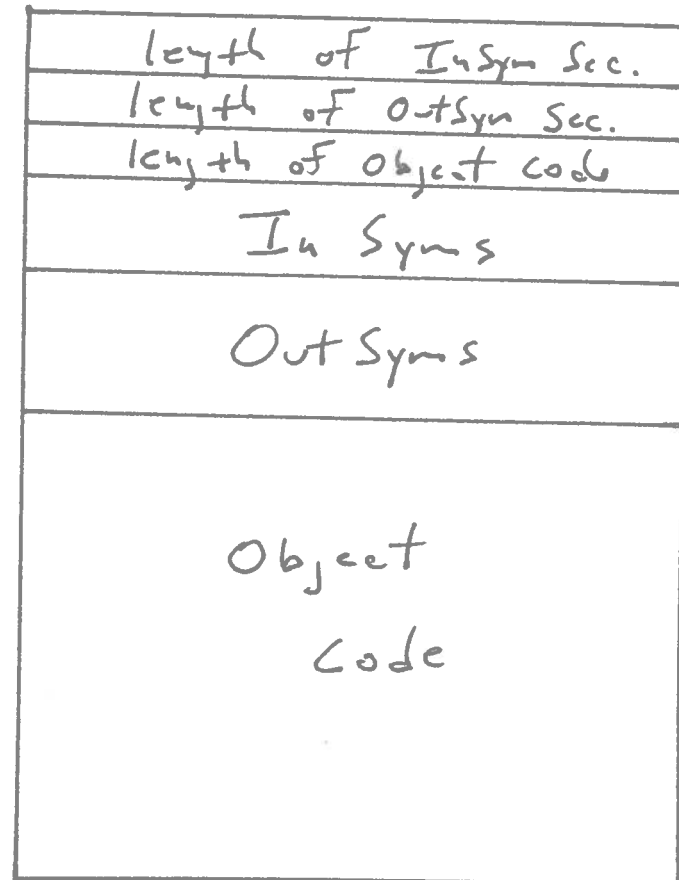 length of InSym Sec.
length of OutSym Sec.
length of Object code
In Syms
Out Syms
Object
Code